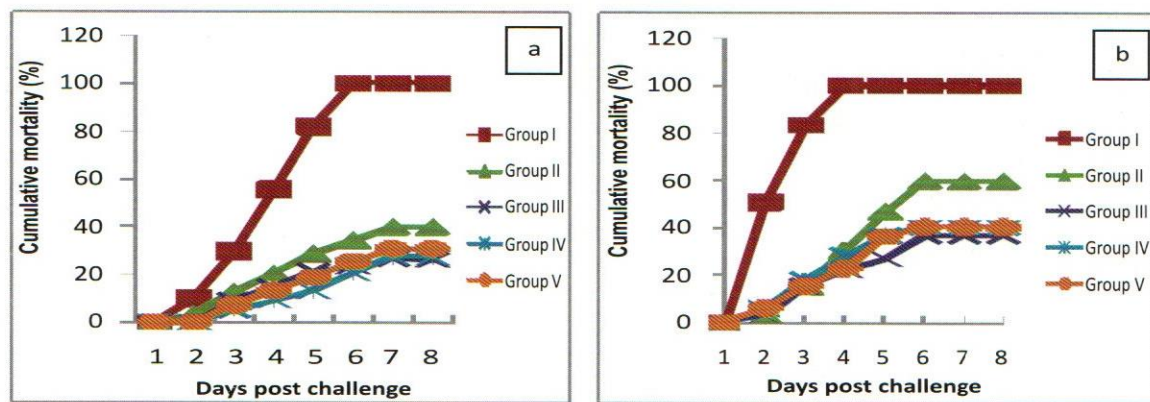 a
120
100
80
60
40
20
0
Cumulative mortality (%)
1 2 3 4 5 6 7 8
Days post challenge
Group I
Group II
Group III
Group IV
Group V
b
120
100
80
60
40
20
0
Cumulative mortality (%)
1 2 3 4 5 6 7 8
Days post challenge
Group I
Group II
Group III
Group IV
Group V